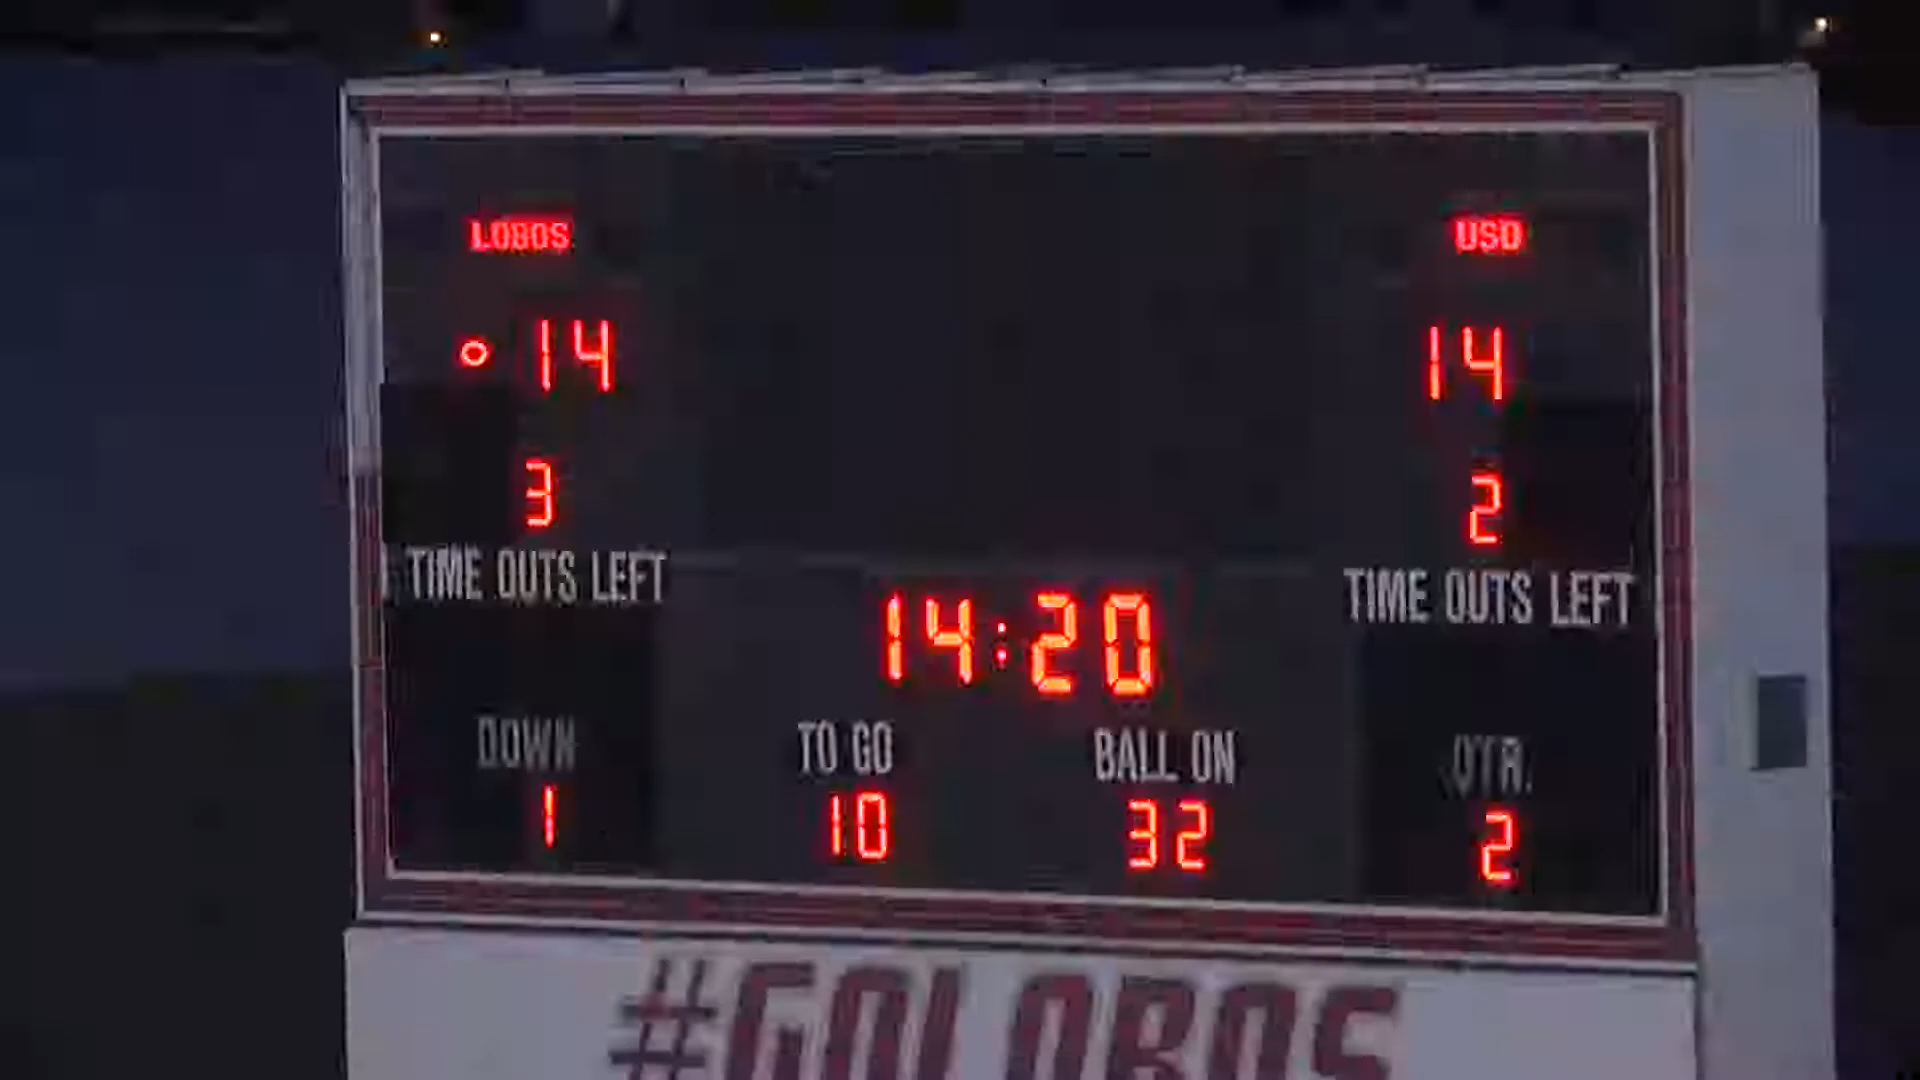 LOBOS USD
14 14
3 2
TIME OUTS LEFT TIME OUTS LEFT
14:20
DOWN TO GO BALL ON QTR.
1 10 32 2
#GOLOBOS